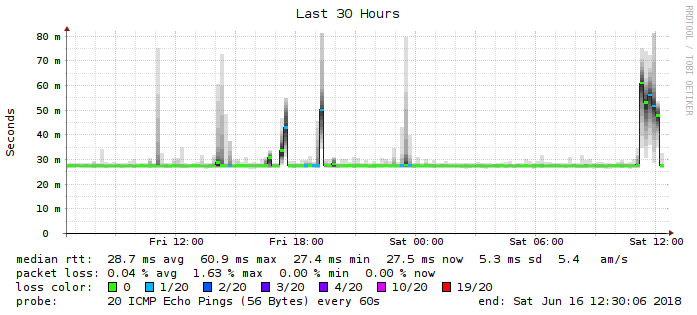 Last 30 Hours
RRDTOOL / TOBI OETIKER
Seconds
80 m
70 m
60 m
50 m
40 m
30 m
20 m
10 m
0
Fri 12:00 Fri 18:00 Sat 00:00 Sat 06:00 Sat 12:00
median rtt: 28.7 ms avg 60.9 ms max 27.4 ms min 27.5 ms now 5.3 ms sd 5.4 am/s
packet loss: 0.04 % avg 1.63 % max 0.00 % min 0.00 % now
loss color: 0 1/20 2/20 3/20 4/20 10/20 19/20
probe: 20 ICMP Echo Pings (56 Bytes) every 60s end: Sat Jun 16 12:30:06 2018